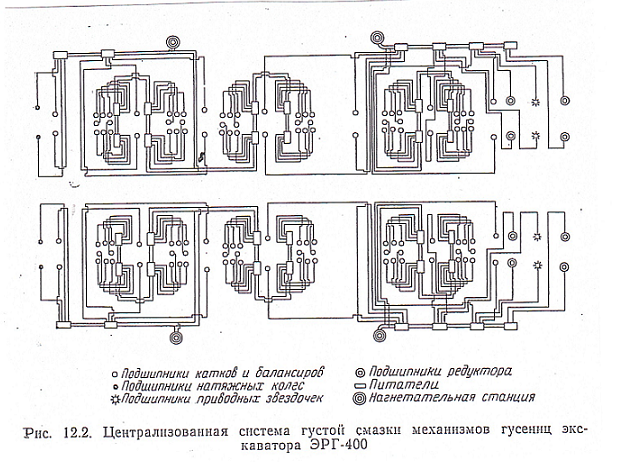 Подшипники катков и балансиров
Подшипники натяжных колес
Подшипники приводных звездочек
Подшипники редуктора
Питатели
Нагнетательная станция
Рис. 12.2. Централизованная система густой смазки механизмов гусениц экс-
каватора ЭРГ-400